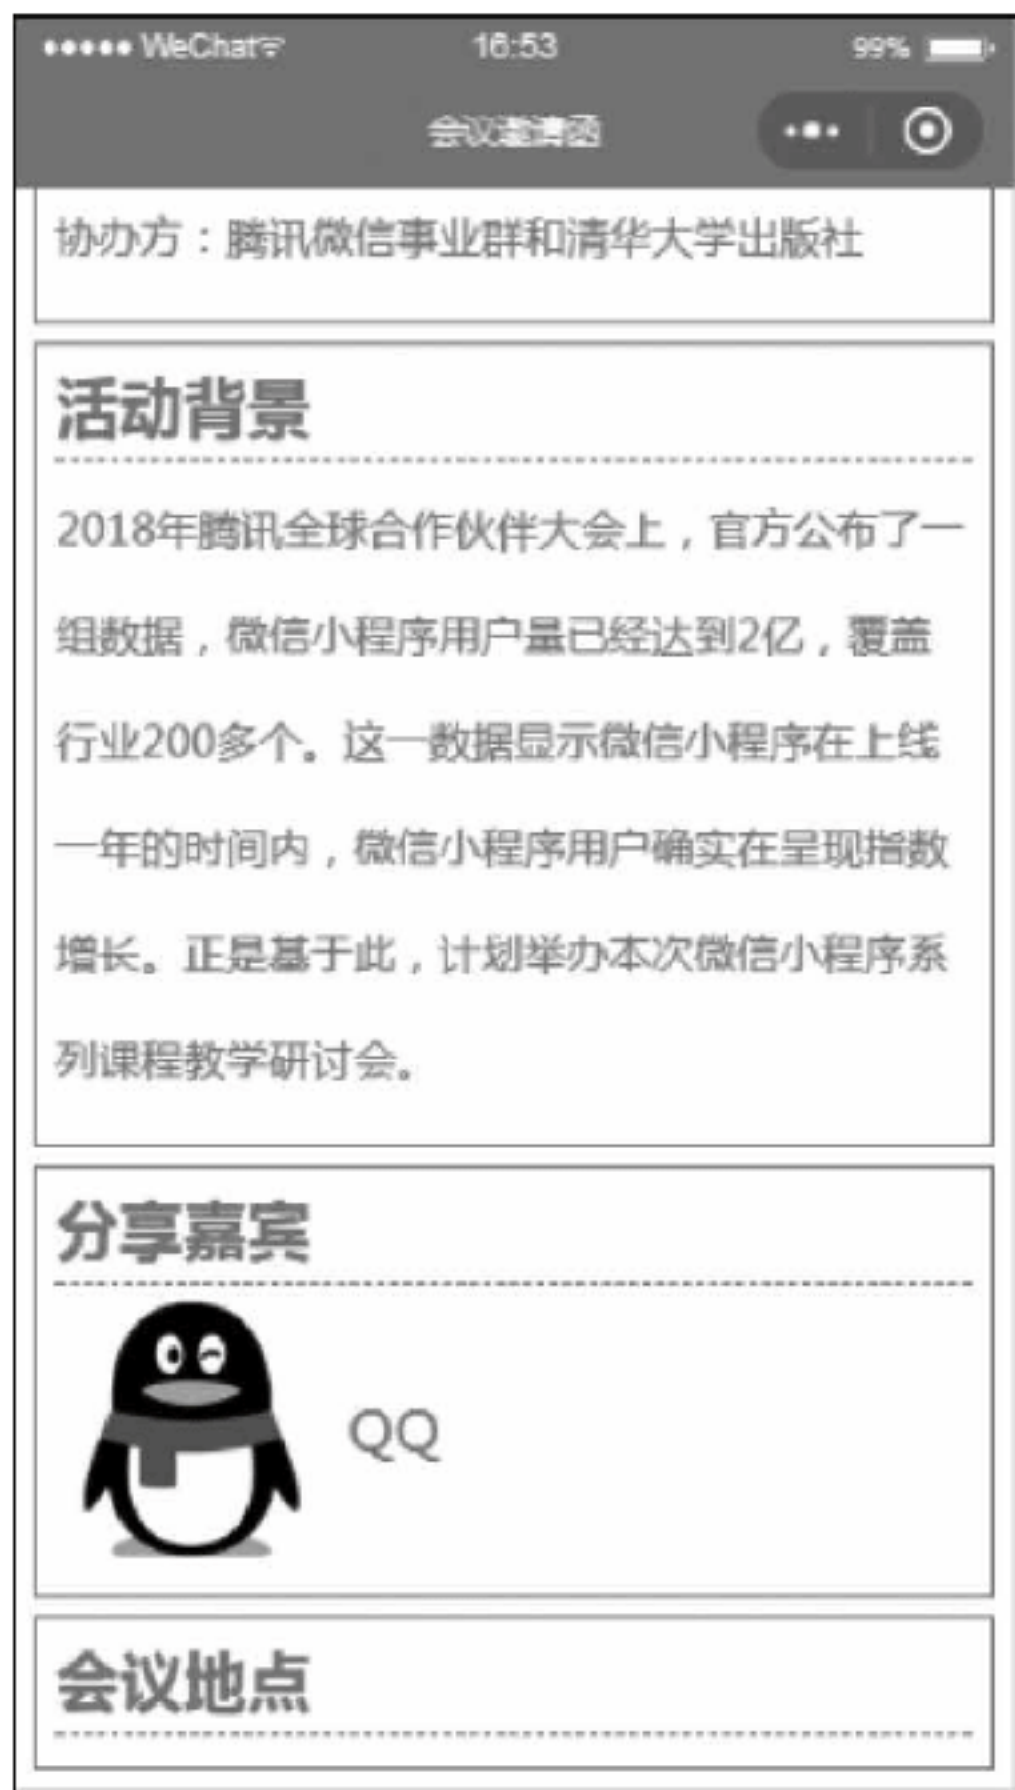 WeChat
16:53
99%
会议邀请函
协办方：腾讯微信事业群和清华大学出版社
活动背景
2018年腾讯全球合作伙伴大会上，官方公布了一
组数据，微信小程序用户量已经达到2亿，覆盖
行业200多个。这一数据显示微信小程序在上线
一年的时间内，微信小程序用户确实在呈现指数
增长。正是基于此，计划举办本次微信小程序系
列课程教学研讨会。
分享嘉宾
QQ
会议地点